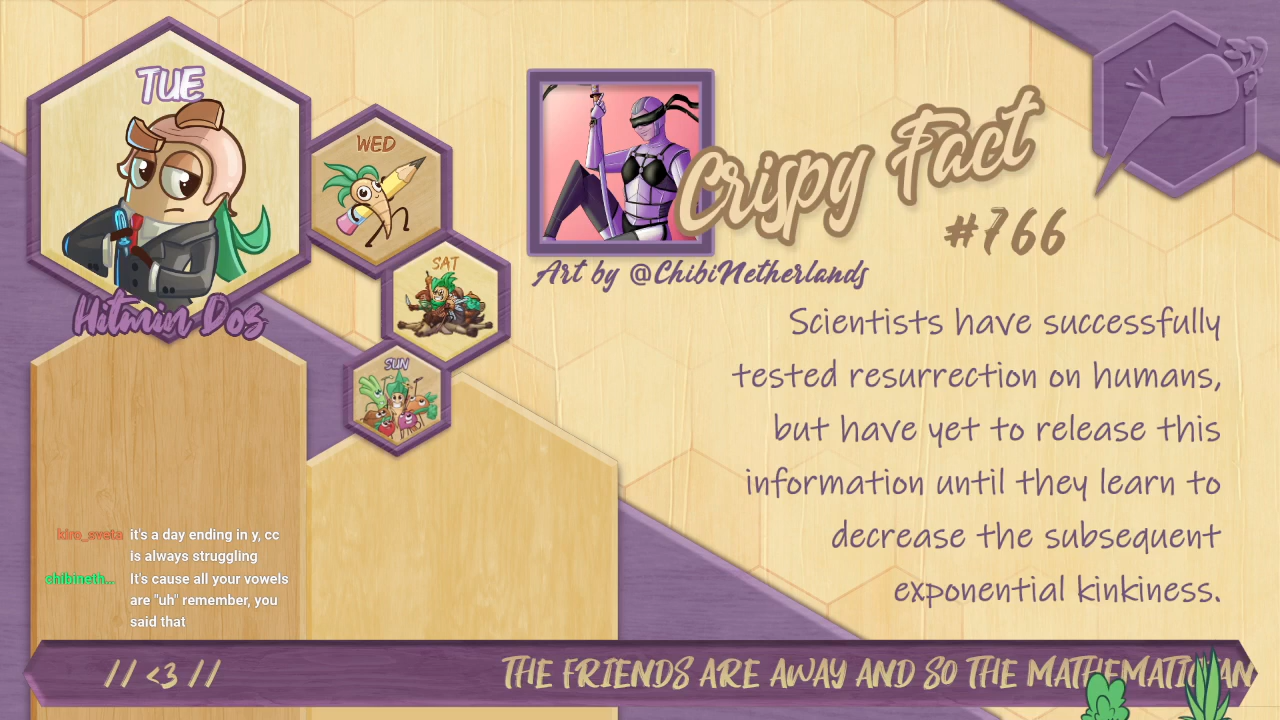 TUE
WED
SAT
SUN
Hitmin Dos
Crispy Fact
#766
Art by @ChibiNetherlands
Scientists have successfully
tested resurrection on humans,
but have yet to release this
information until they learn to
decrease the subsequent
exponential kinkiness.
kim_sveta it's a day ending in y, cc
is always struggling
chibineth... It's cause all your vowels
are "uh" remember, you
said that
// <3 //
THE FRIENDS ARE AWAY AND SO THE MATHEMATICIAN